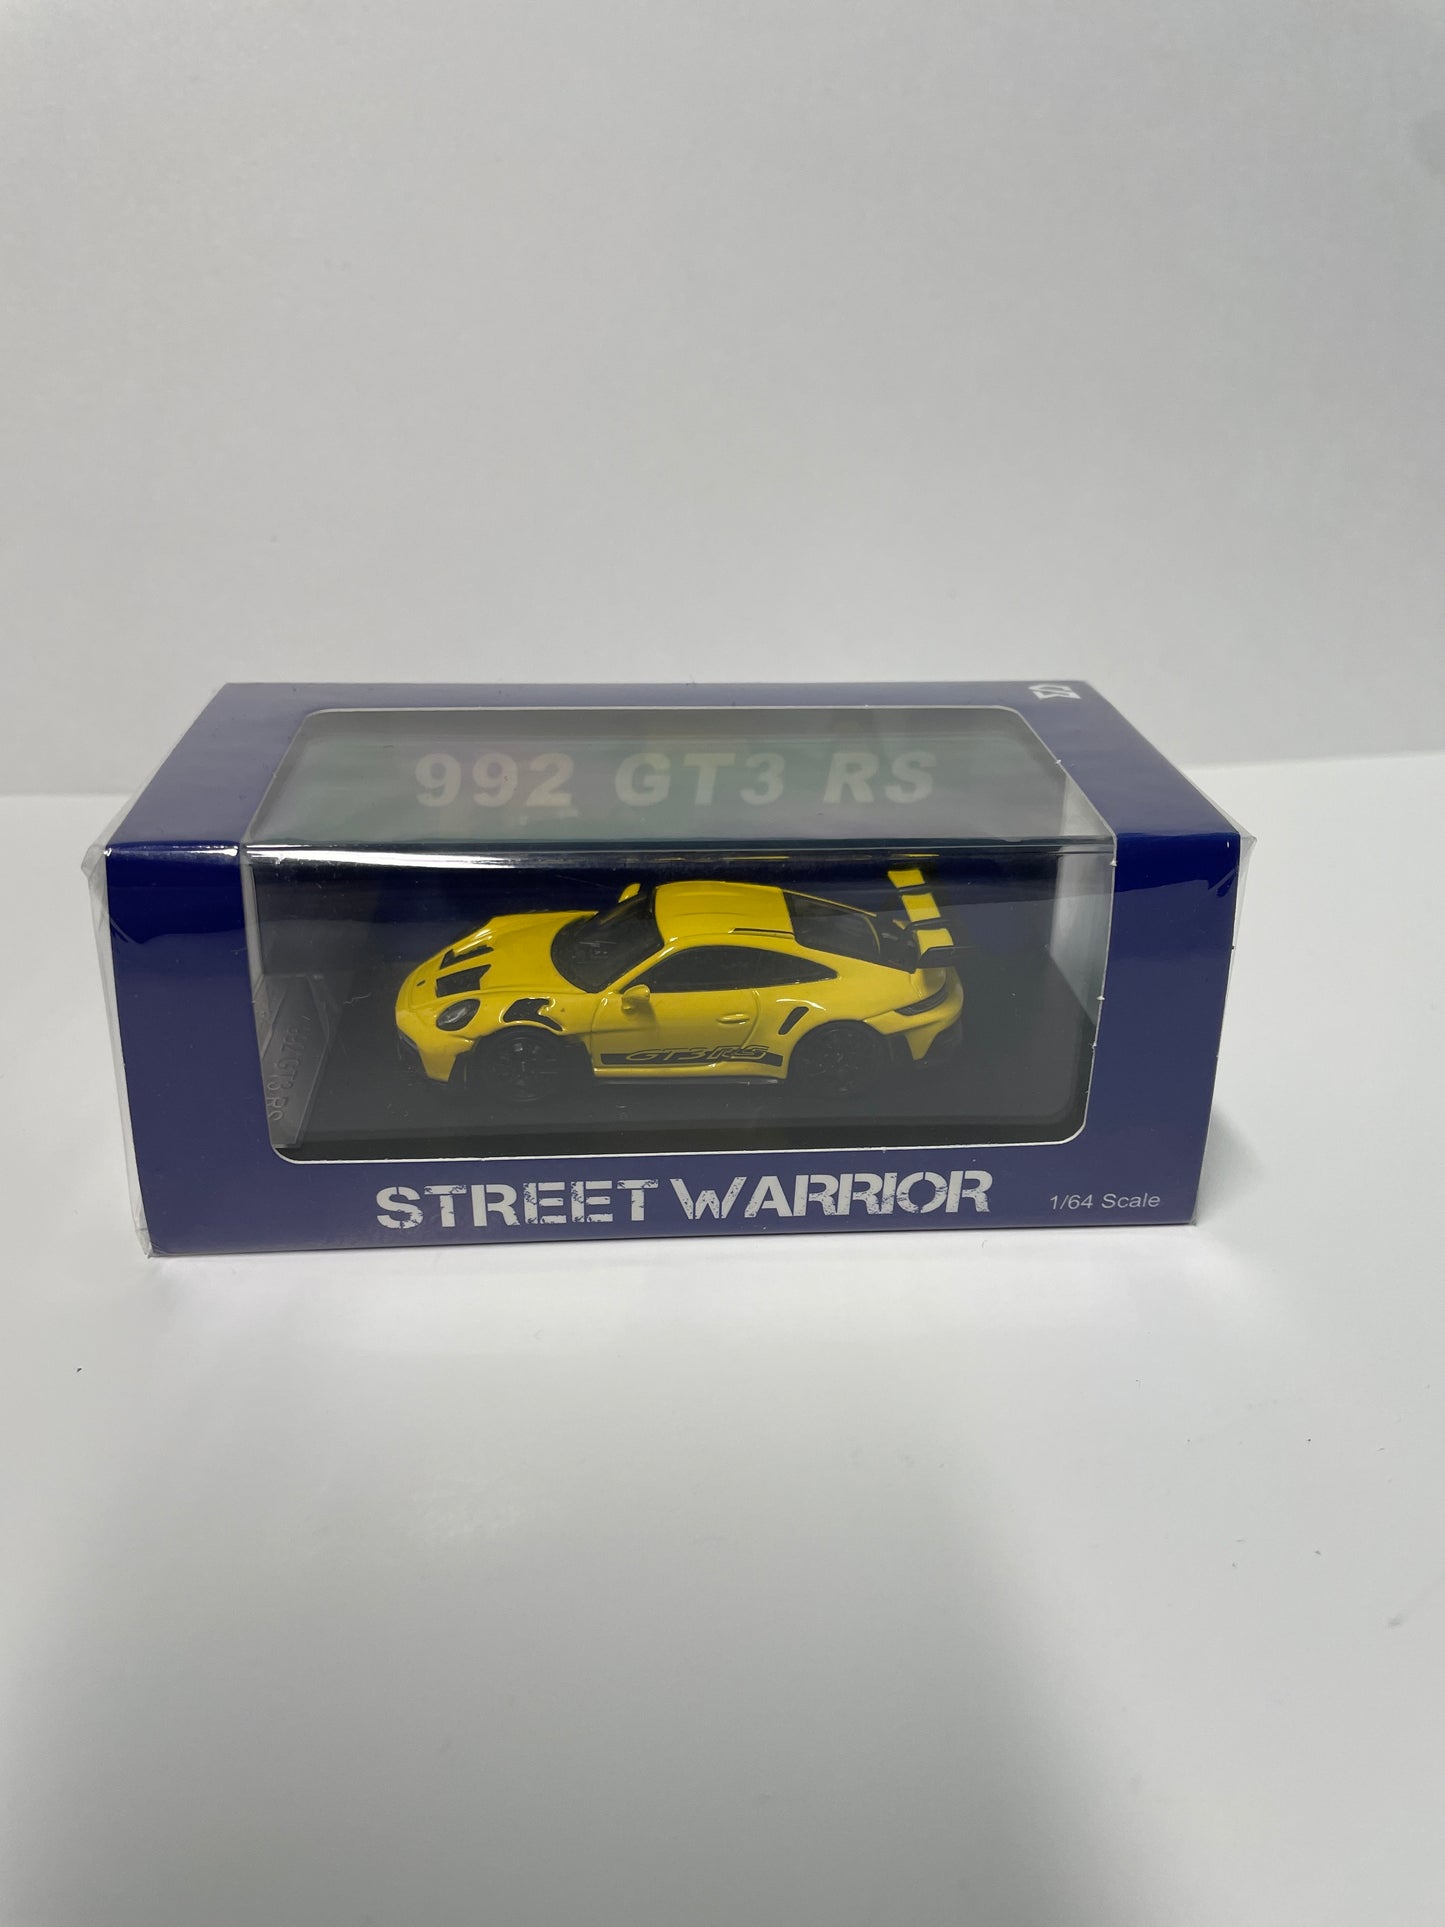 992 GT3 RS
GT3 RS
STREET WARRIOR
1/64 Scale